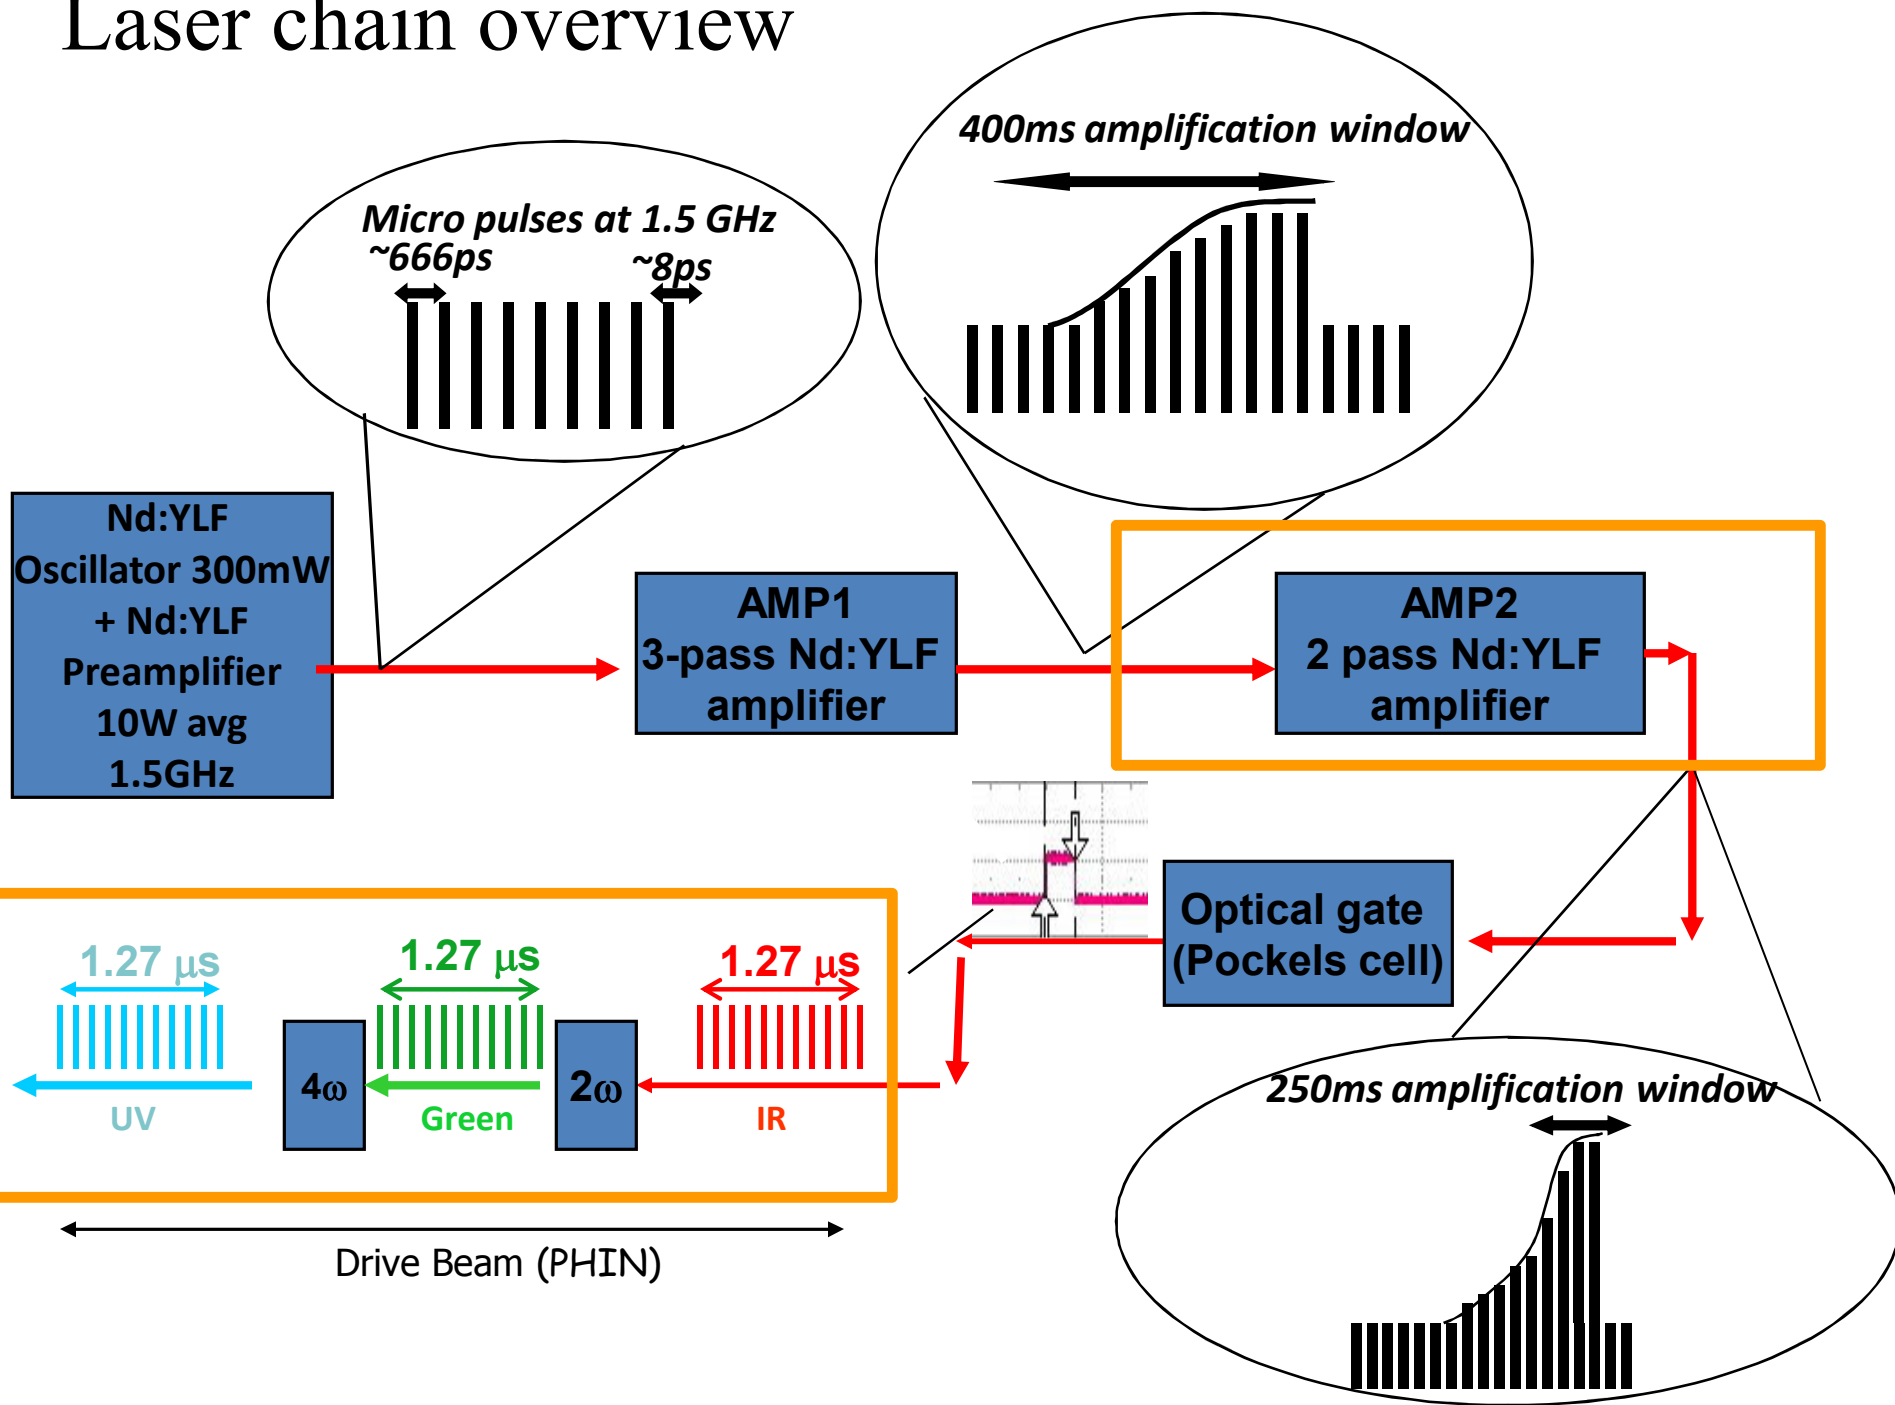 Laser chain overview
400ms amplification window
Micro pulses at 1.5 GHz
~666ps
~8ps
Nd:YLF
Oscillator 300mW
+ Nd:YLF
Preamplifier
10W avg
1.5GHz
AMP1
3-pass Nd:YLF
amplifier
AMP2
2 pass Nd:YLF
amplifier
Optical gate
(Pockels cell)
1.27 μs
1.27 μs
1.27 μs
4ω
2ω
UV
Green
IR
250ms amplification window
Drive Beam (PHIN)